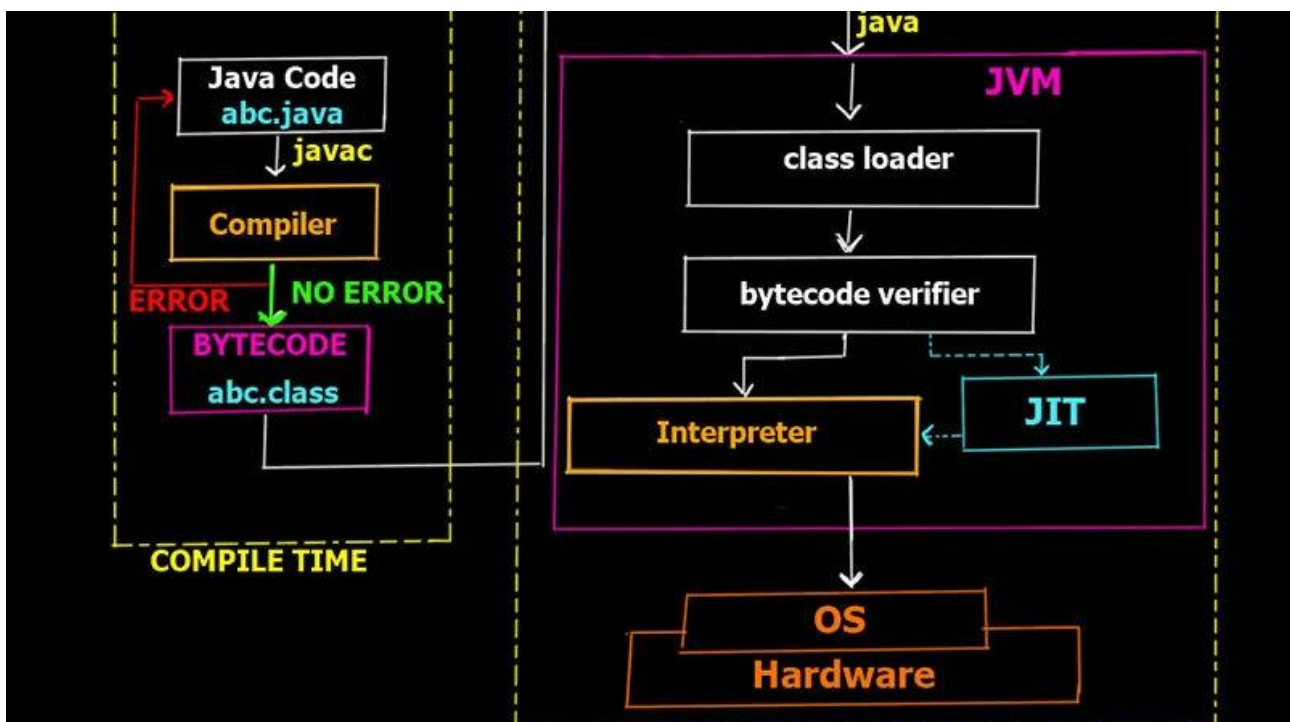 Java Code
abc.java
javac
Compiler
ERROR
NO ERROR
BYTECODE
abc.class
COMPILE TIME
java
JVM
class loader
bytecode verifier
Interpreter
JIT
OS
Hardware